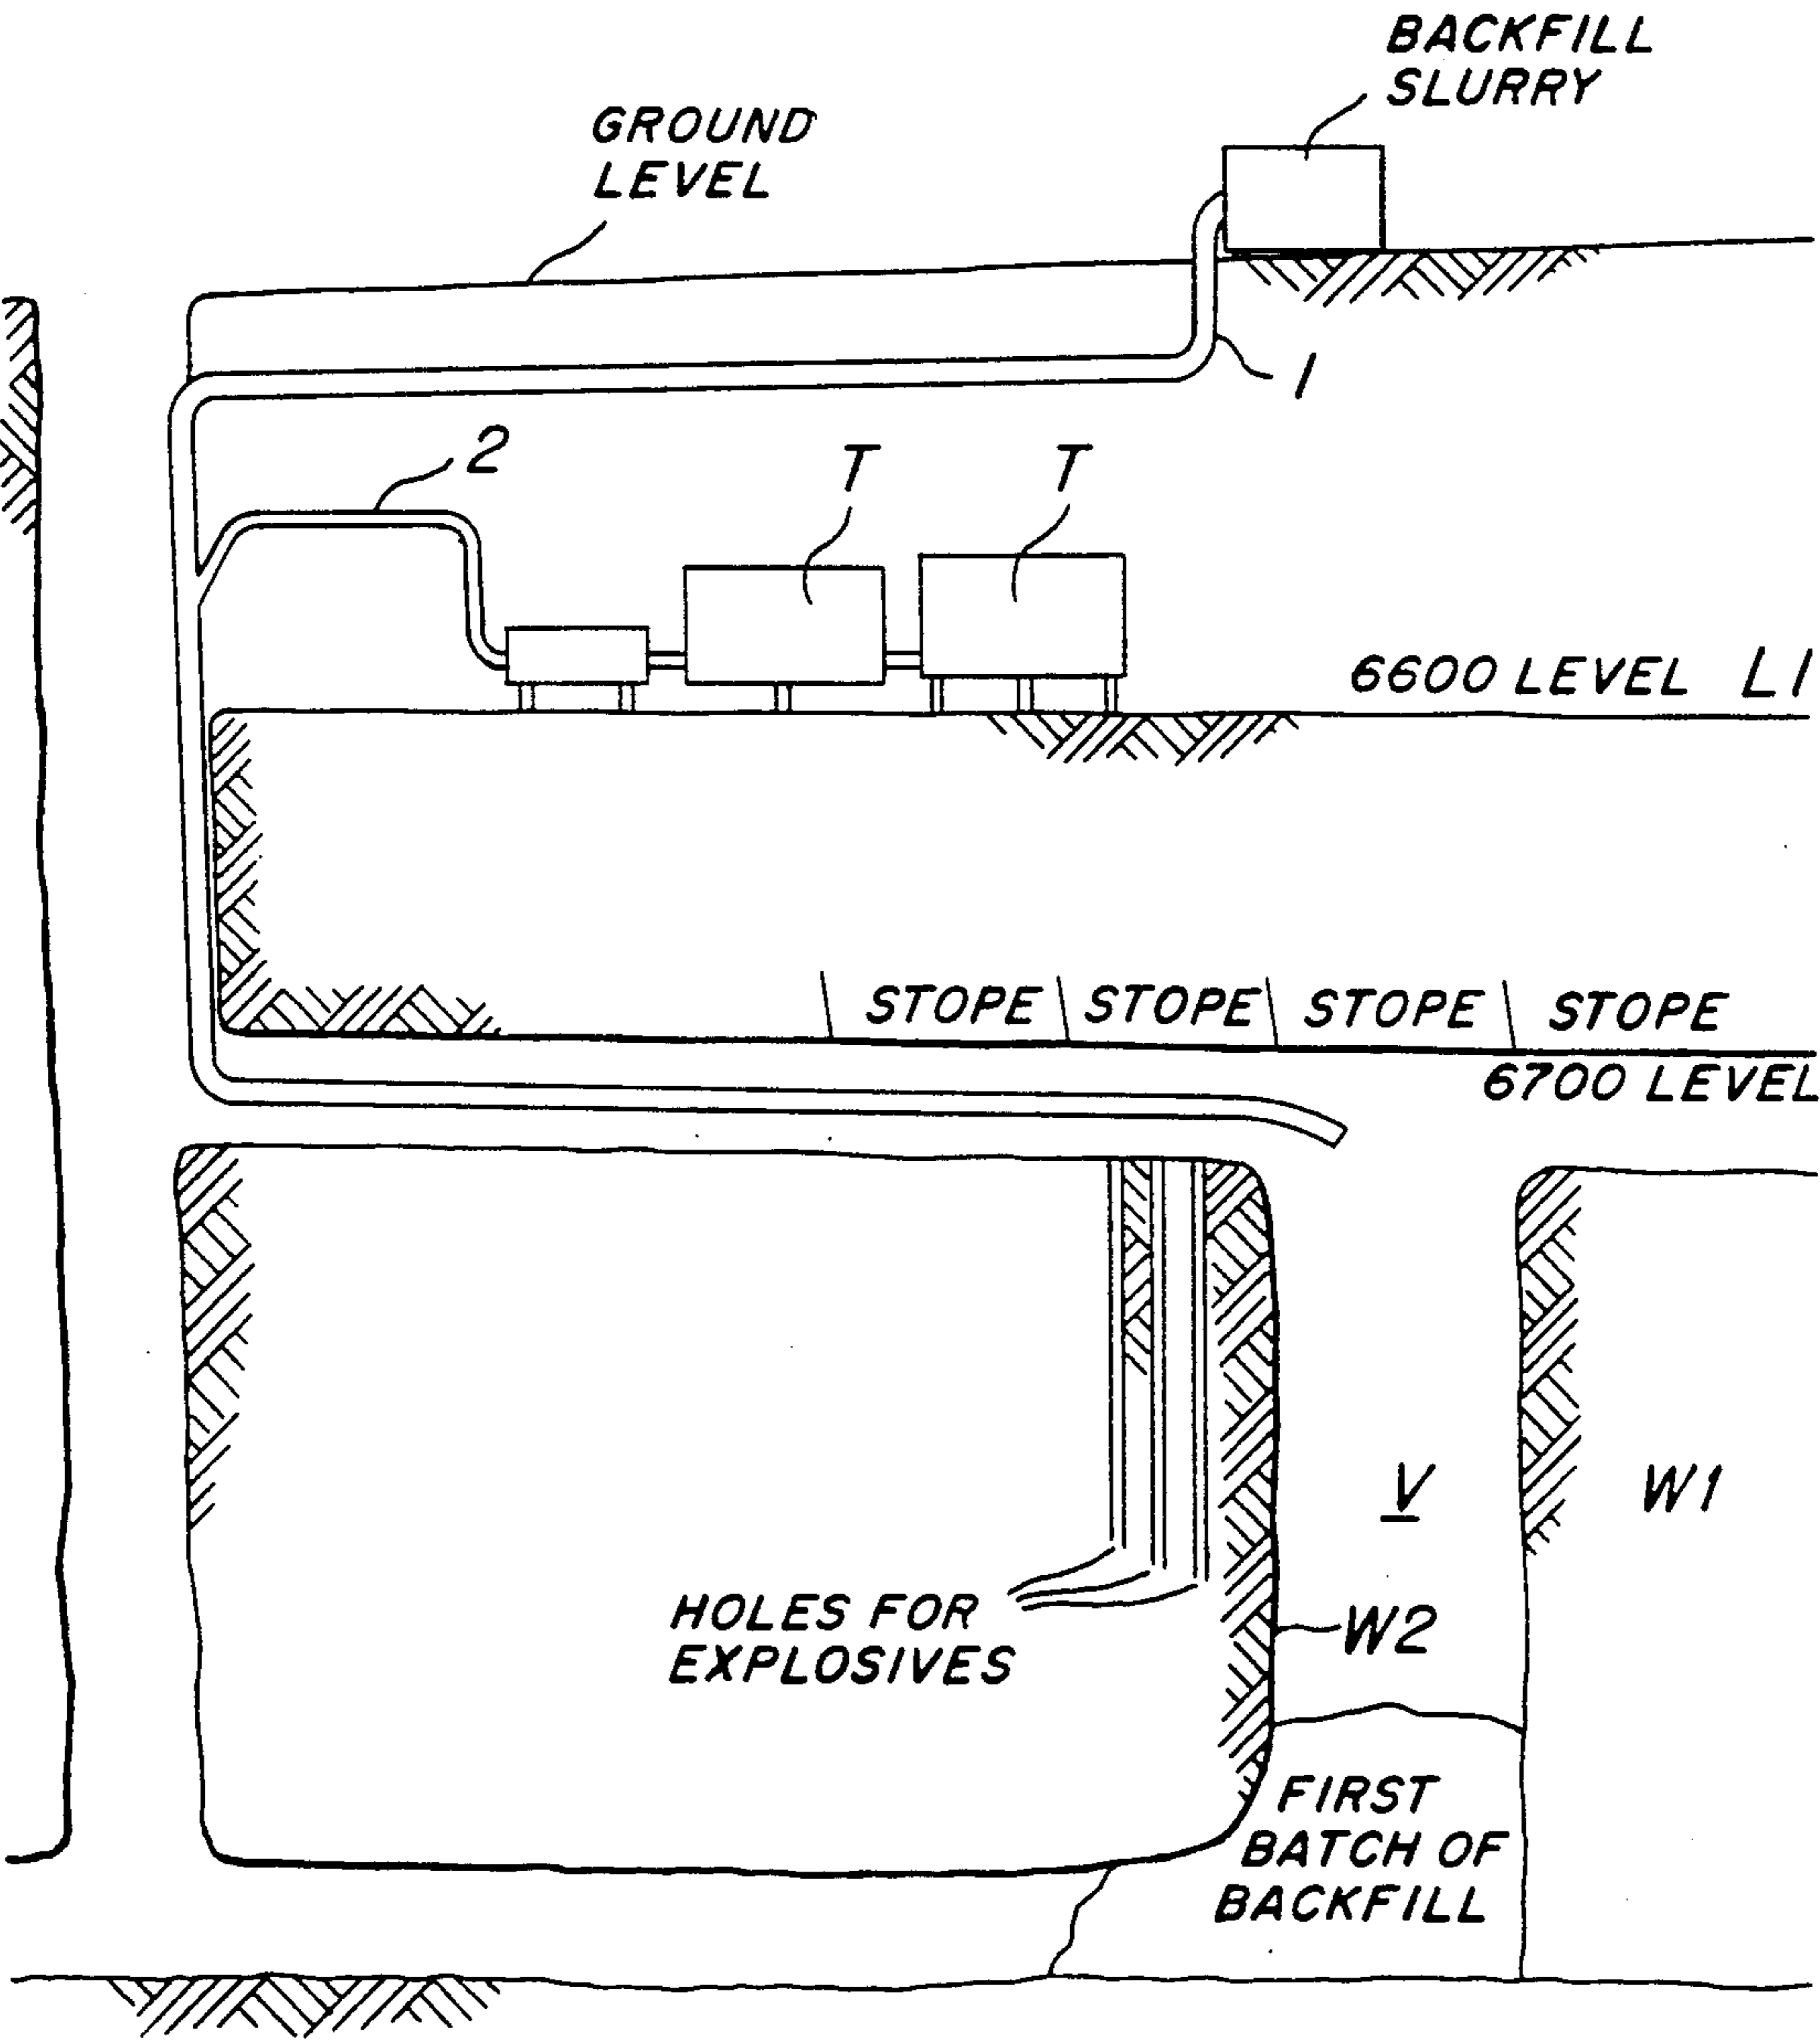 BACKFILL
SLURRY
GROUND
LEVEL
1
2
T
T
6600 LEVEL L1
STOPE STOPE STOPE STOPE
6700 LEVEL
V
W1
HOLES FOR
EXPLOSIVES
W2
FIRST
BATCH OF
BACKFILL